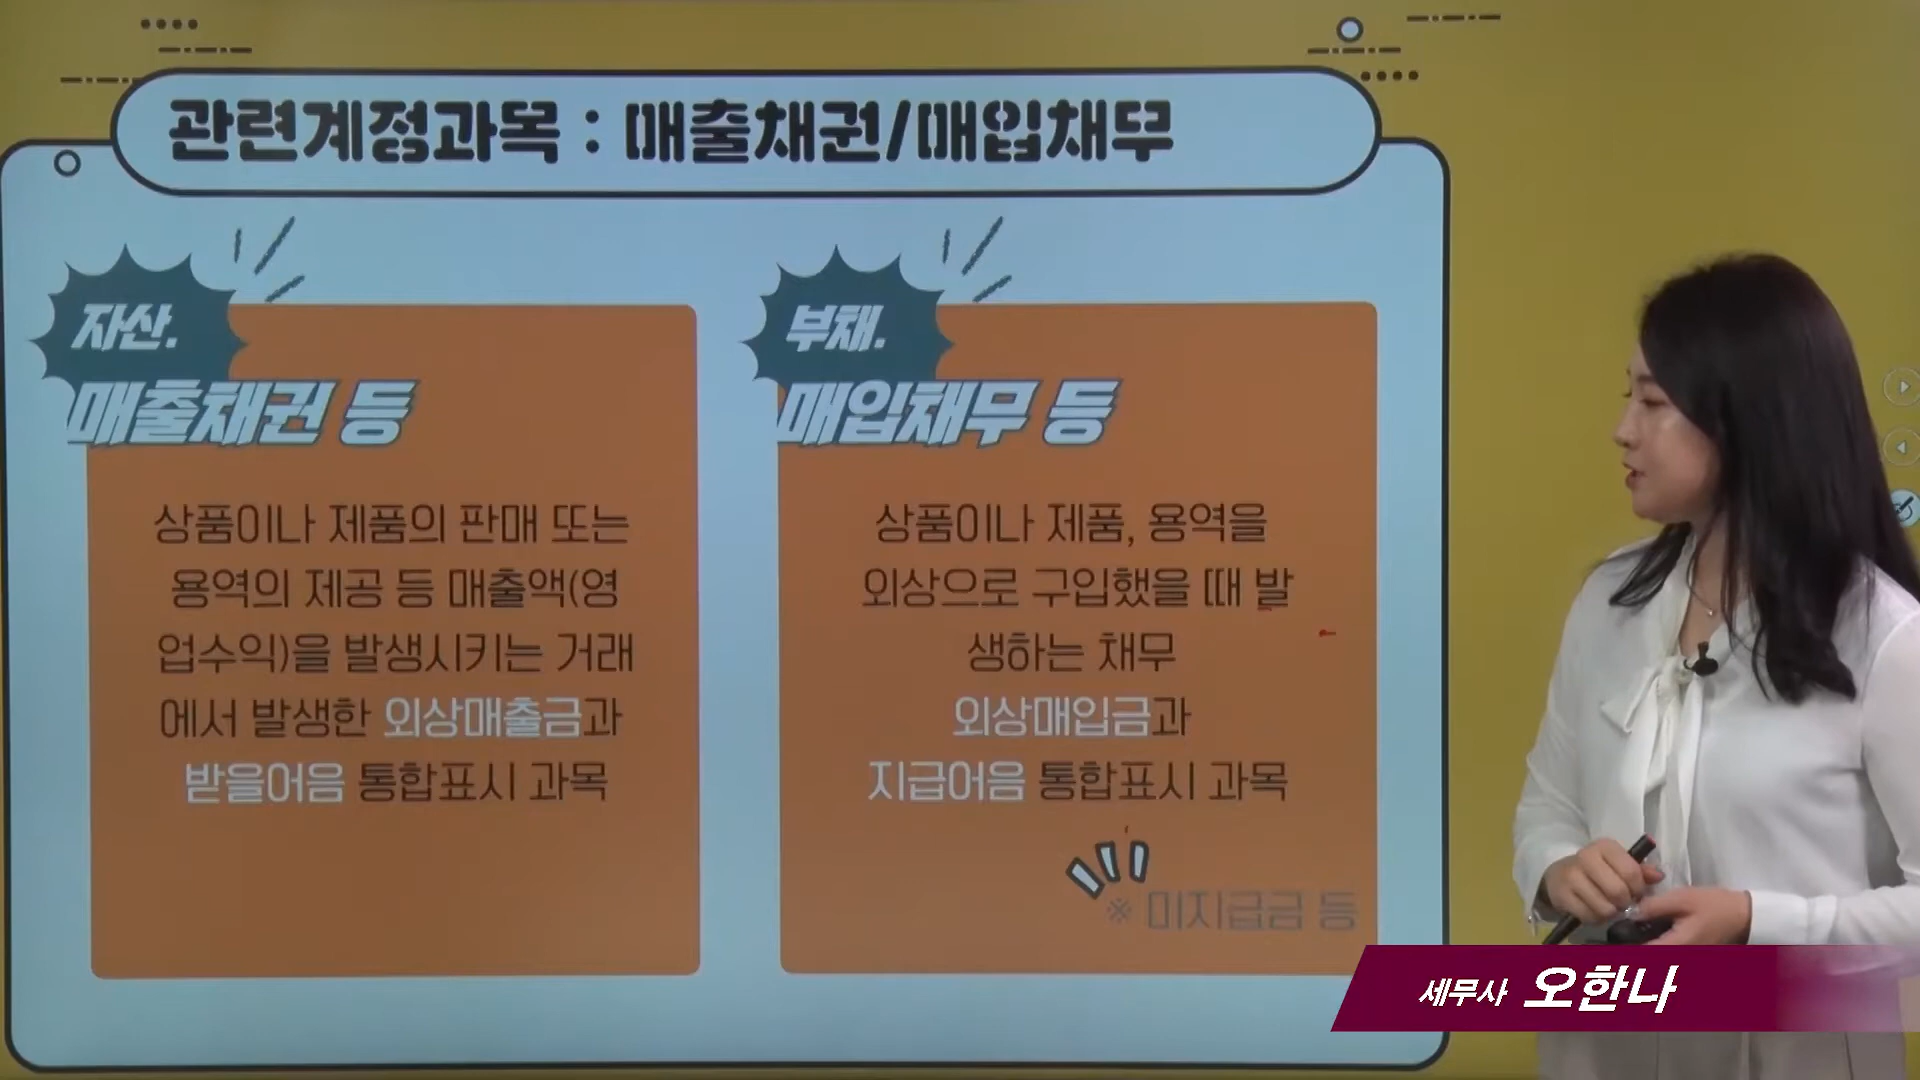 관련계정과목 : 매출채권/매입채무
자산.
매출채권 등
상품이나 제품의 판매 또는
용역의 제공 등 매출액(영
업수익)을 발생시키는 거래
에서 발생한 외상매출금과
받을어음 통합표시 과목
부채.
매입채무 등
상품이나 제품, 용역을
외상으로 구입했을 때 발
생하는 채무
외상매입금과
지급어음 통합표시 과목
※ 미지급금 등
세무사 오한나